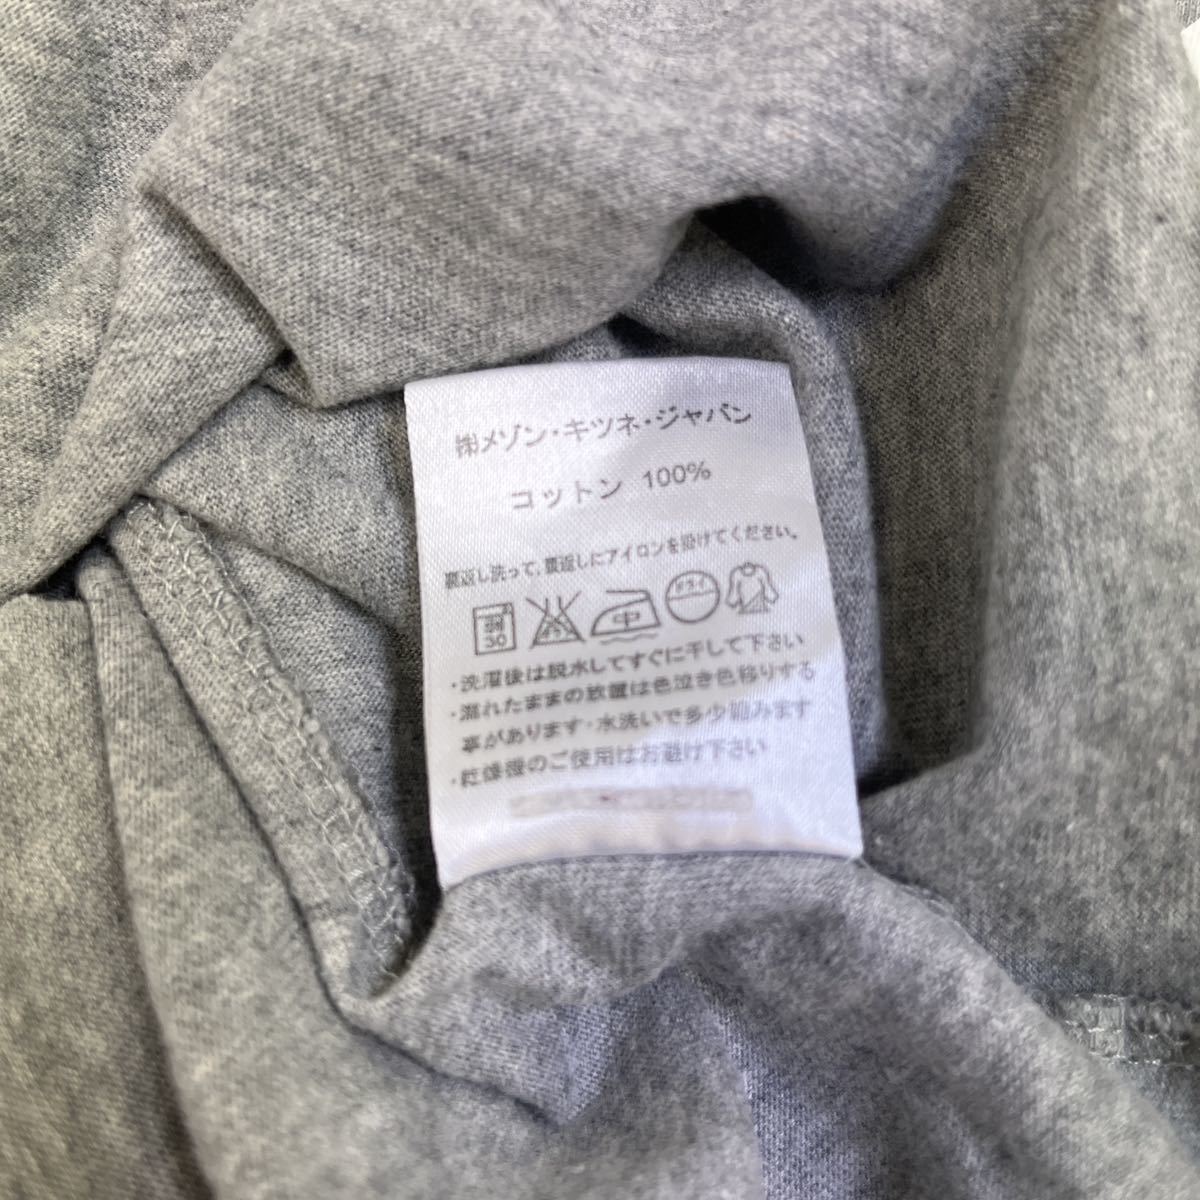 ㈱メゾン・キツネ・ジャパン
コットン 100%
裏返し洗って、裏返しにアイロンを掛けてください。
30
中
ドライ
・洗濯後は脱水してすぐに干して下さい
・濡れたままの放置は色泣き色移りする
事があります・水洗いで多少縮みます
・乾燥機のご使用はお避け下さい